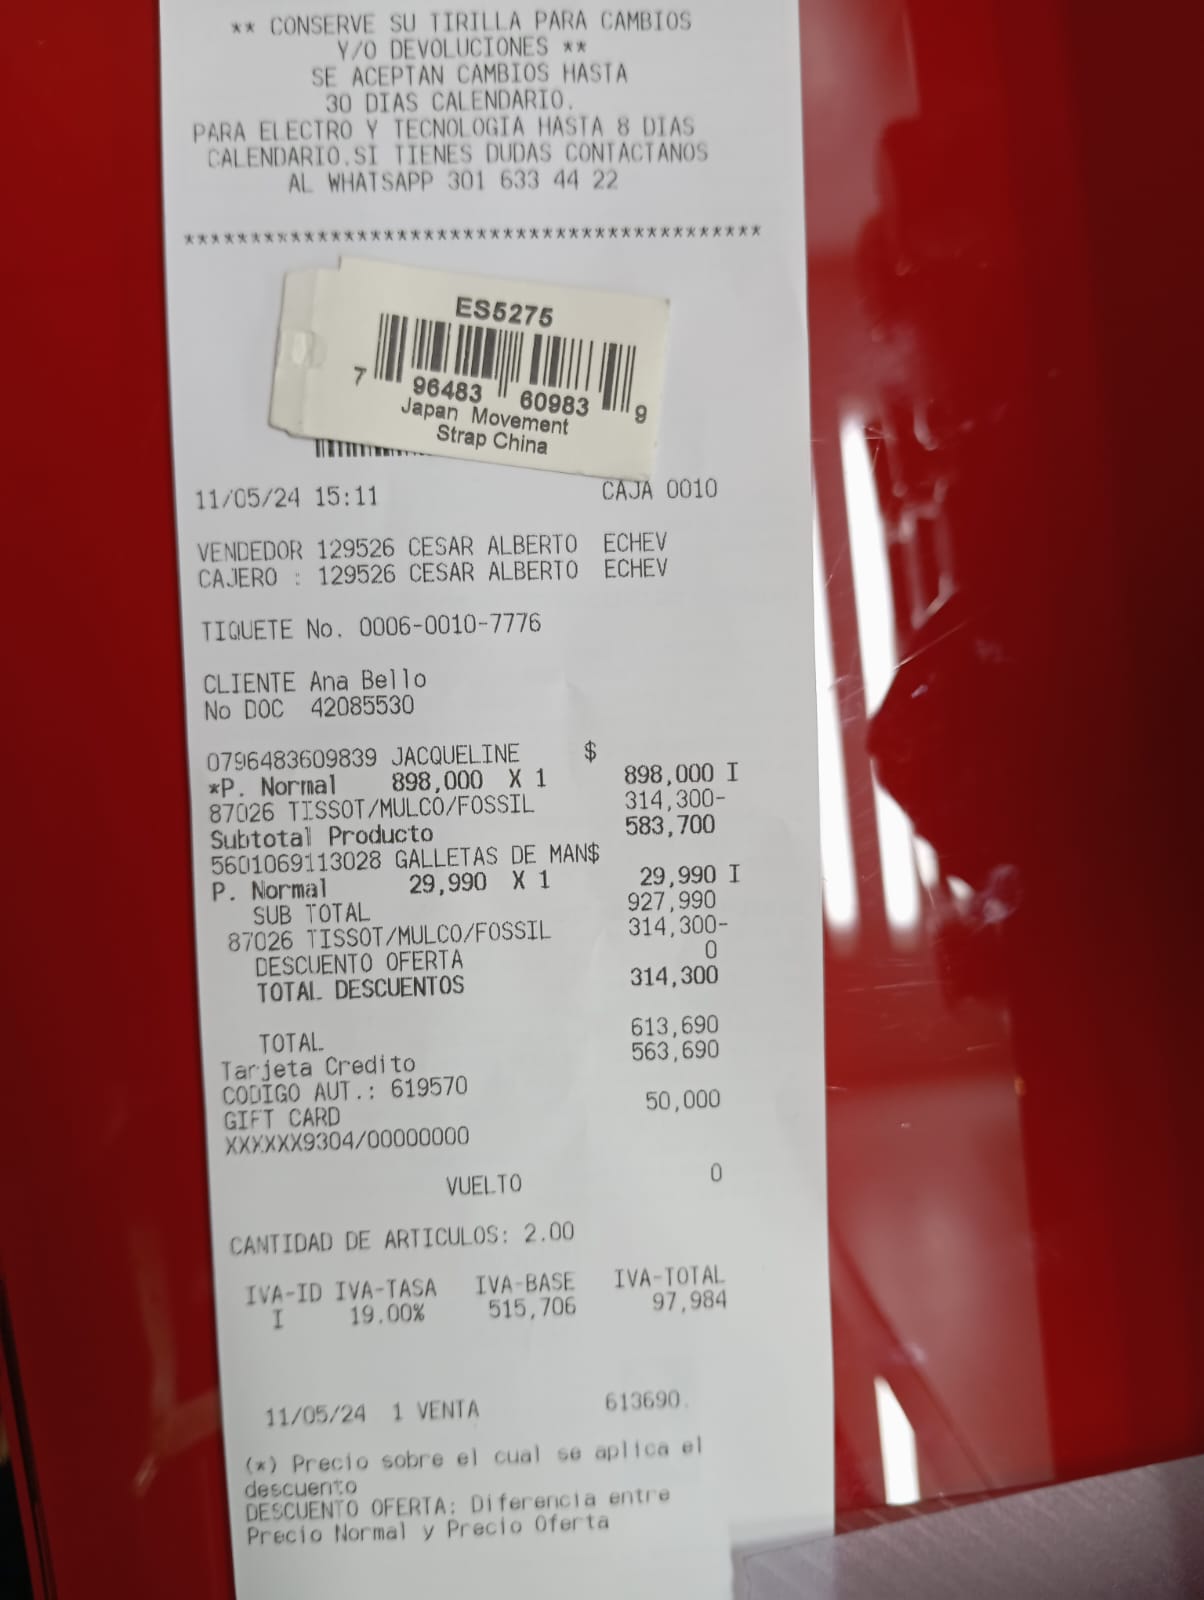 ** CONSERVE SU TIRILLA PARA CAMBIOS
Y/O DEVOLUCIONES **
SE ACEPTAN CAMBIOS HASTA
30 DIAS CALENDARIO.
PARA ELECTRO Y TECNOLOGIA HASTA 8 DIAS
CALENDARIO.SI TIENES DUDAS CONTACTANOS
AL WHATSAPP 301 633 44 22
********************************************
ES5275
7 96483 60983 9
Japan Movement
Strap China
11/05/24 15:11 CAJA 0010
VENDEDOR 129526 CESAR ALBERTO ECHEV
CAJERO : 129526 CESAR ALBERTO ECHEV
TIQUETE No. 0006-0010-7776
CLIENTE Ana Bello
No DOC 42085530
0796483609839 JACQUELINE $
*P. Normal 898,000 X 1 898,000 I
87026 TISSOT/MULCO/FOSSIL 314,300-
Subtotal Producto 583,700
5601069113028 GALLETAS DE MAN$
P. Normal 29,990 X 1 29,990 I
SUB TOTAL 927,990
87026 TISSOT/MULCO/FOSSIL 314,300-
DESCUENTO OFERTA 0
TOTAL DESCUENTOS 314,300
TOTAL 613,690
Tarjeta Credito 563,690
CODIGO AUT.: 619570
GIFT CARD 50,000
XXXXXX9304/00000000
VUELTO 0
CANTIDAD DE ARTICULOS: 2.00
IVA-ID IVA-TASA IVA-BASE IVA-TOTAL
I 19.00% 515,706 97,984
11/05/24 1 VENTA 613690.
(*) Precio sobre el cual se aplica el
descuento
DESCUENTO OFERTA: Diferencia entre
Precio Normal y Precio Oferta